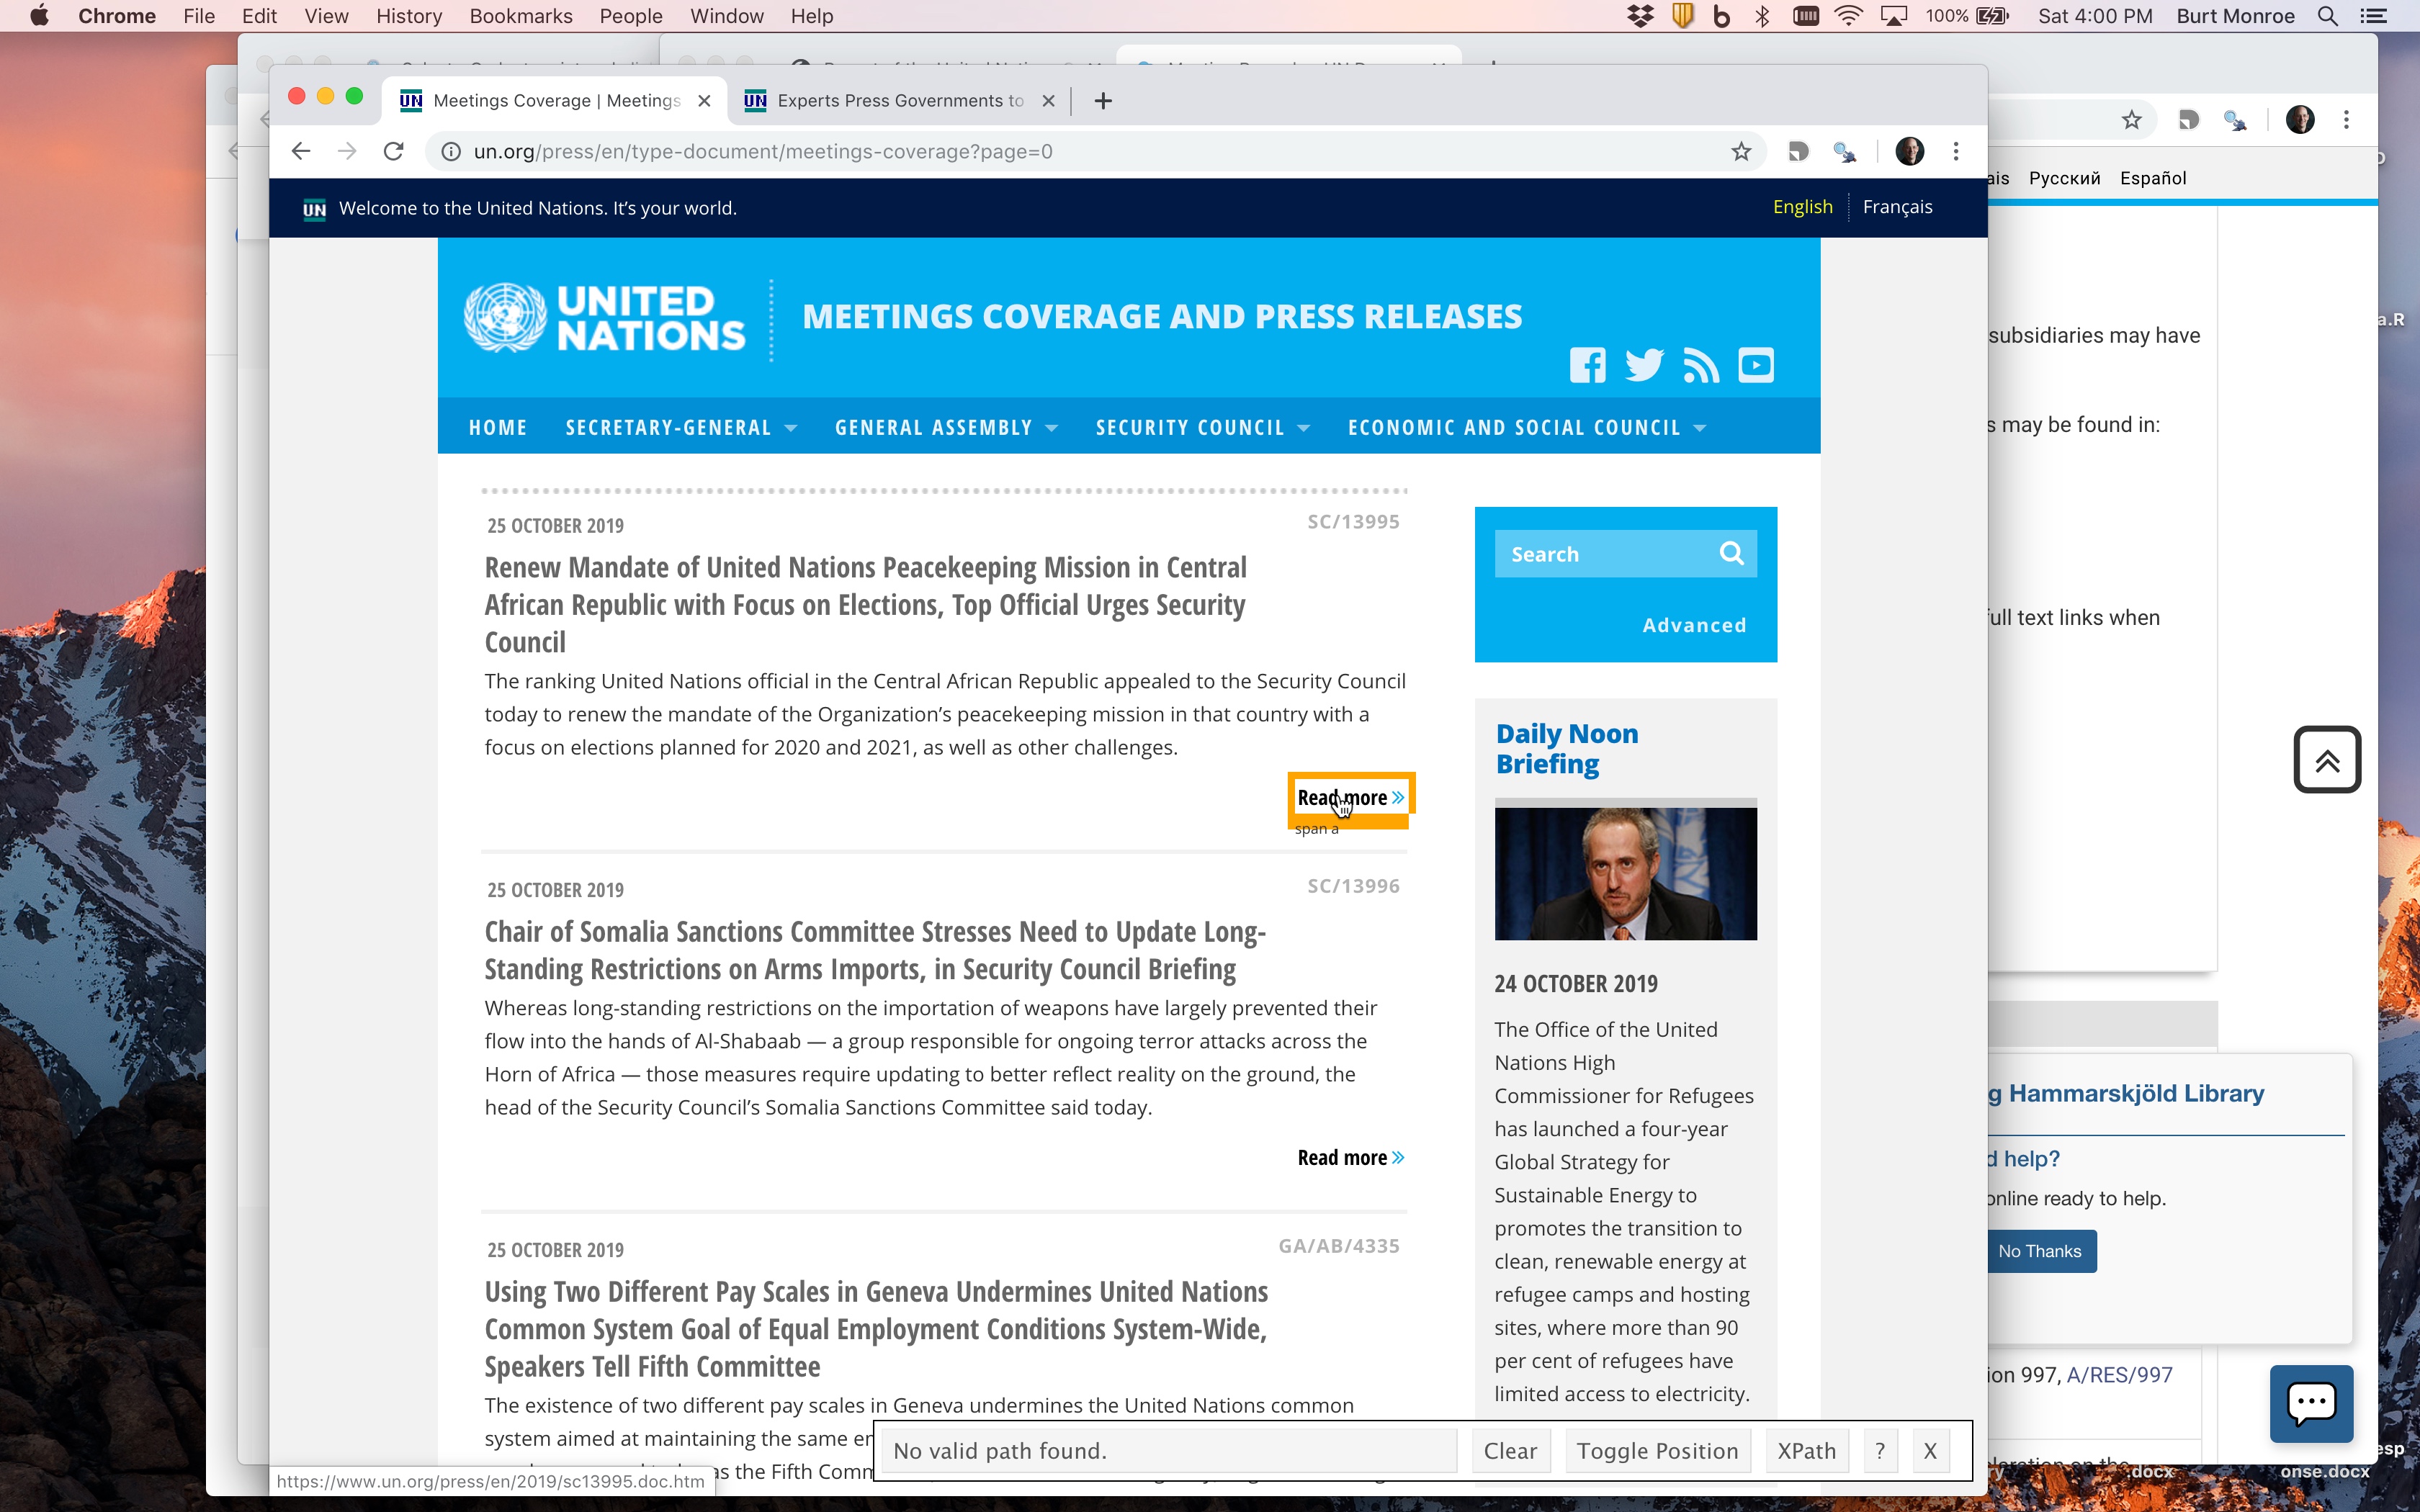 Chrome File Edit View History Bookmarks People Window Help
100% Sat 4:00 PM Burt Monroe
UN Meetings Coverage | Meetings
UN Experts Press Governments to
un.org/press/en/type-document/meetings-coverage?page=0
UN Welcome to the United Nations. It’s your world.
English Français
UNITED NATIONS
MEETINGS COVERAGE AND PRESS RELEASES
HOME SECRETARY-GENERAL GENERAL ASSEMBLY SECURITY COUNCIL ECONOMIC AND SOCIAL COUNCIL
25 OCTOBER 2019
SC/13995
Renew Mandate of United Nations Peacekeeping Mission in Central
African Republic with Focus on Elections, Top Official Urges Security
Council
The ranking United Nations official in the Central African Republic appealed to the Security Council
today to renew the mandate of the Organization’s peacekeeping mission in that country with a
focus on elections planned for 2020 and 2021, as well as other challenges.
Read more »
span a
25 OCTOBER 2019
SC/13996
Chair of Somalia Sanctions Committee Stresses Need to Update Long-
Standing Restrictions on Arms Imports, in Security Council Briefing
Whereas long-standing restrictions on the importation of weapons have largely prevented their
flow into the hands of Al-Shabaab — a group responsible for ongoing terror attacks across the
Horn of Africa — those measures require updating to better reflect reality on the ground, the
head of the Security Council’s Somalia Sanctions Committee said today.
Read more »
25 OCTOBER 2019
GA/AB/4335
Using Two Different Pay Scales in Geneva Undermines United Nations
Common System Goal of Equal Employment Conditions System-Wide,
Speakers Tell Fifth Committee
The existence of two different pay scales in Geneva undermines the United Nations common
system aimed at maintaining the same
as the Fifth
https://www.un.org/press/en/2019/sc13995.doc.htm
Search
Advanced
Daily Noon
Briefing
24 OCTOBER 2019
The Office of the United
Nations High
Commissioner for Refugees
has launched a four-year
Global Strategy for
Sustainable Energy to
promotes the transition to
clean, renewable energy at
refugee camps and hosting
sites, where more than 90
per cent of refugees have
limited access to electricity.
No valid path found.
Clear Toggle Position XPath ? X
Русский Español
subsidiaries may have
s may be found in:
full text links when
g Hammarskjöld Library
help?
online ready to help.
No Thanks
997, A/RES/997
a.R
.docx
onse.docx